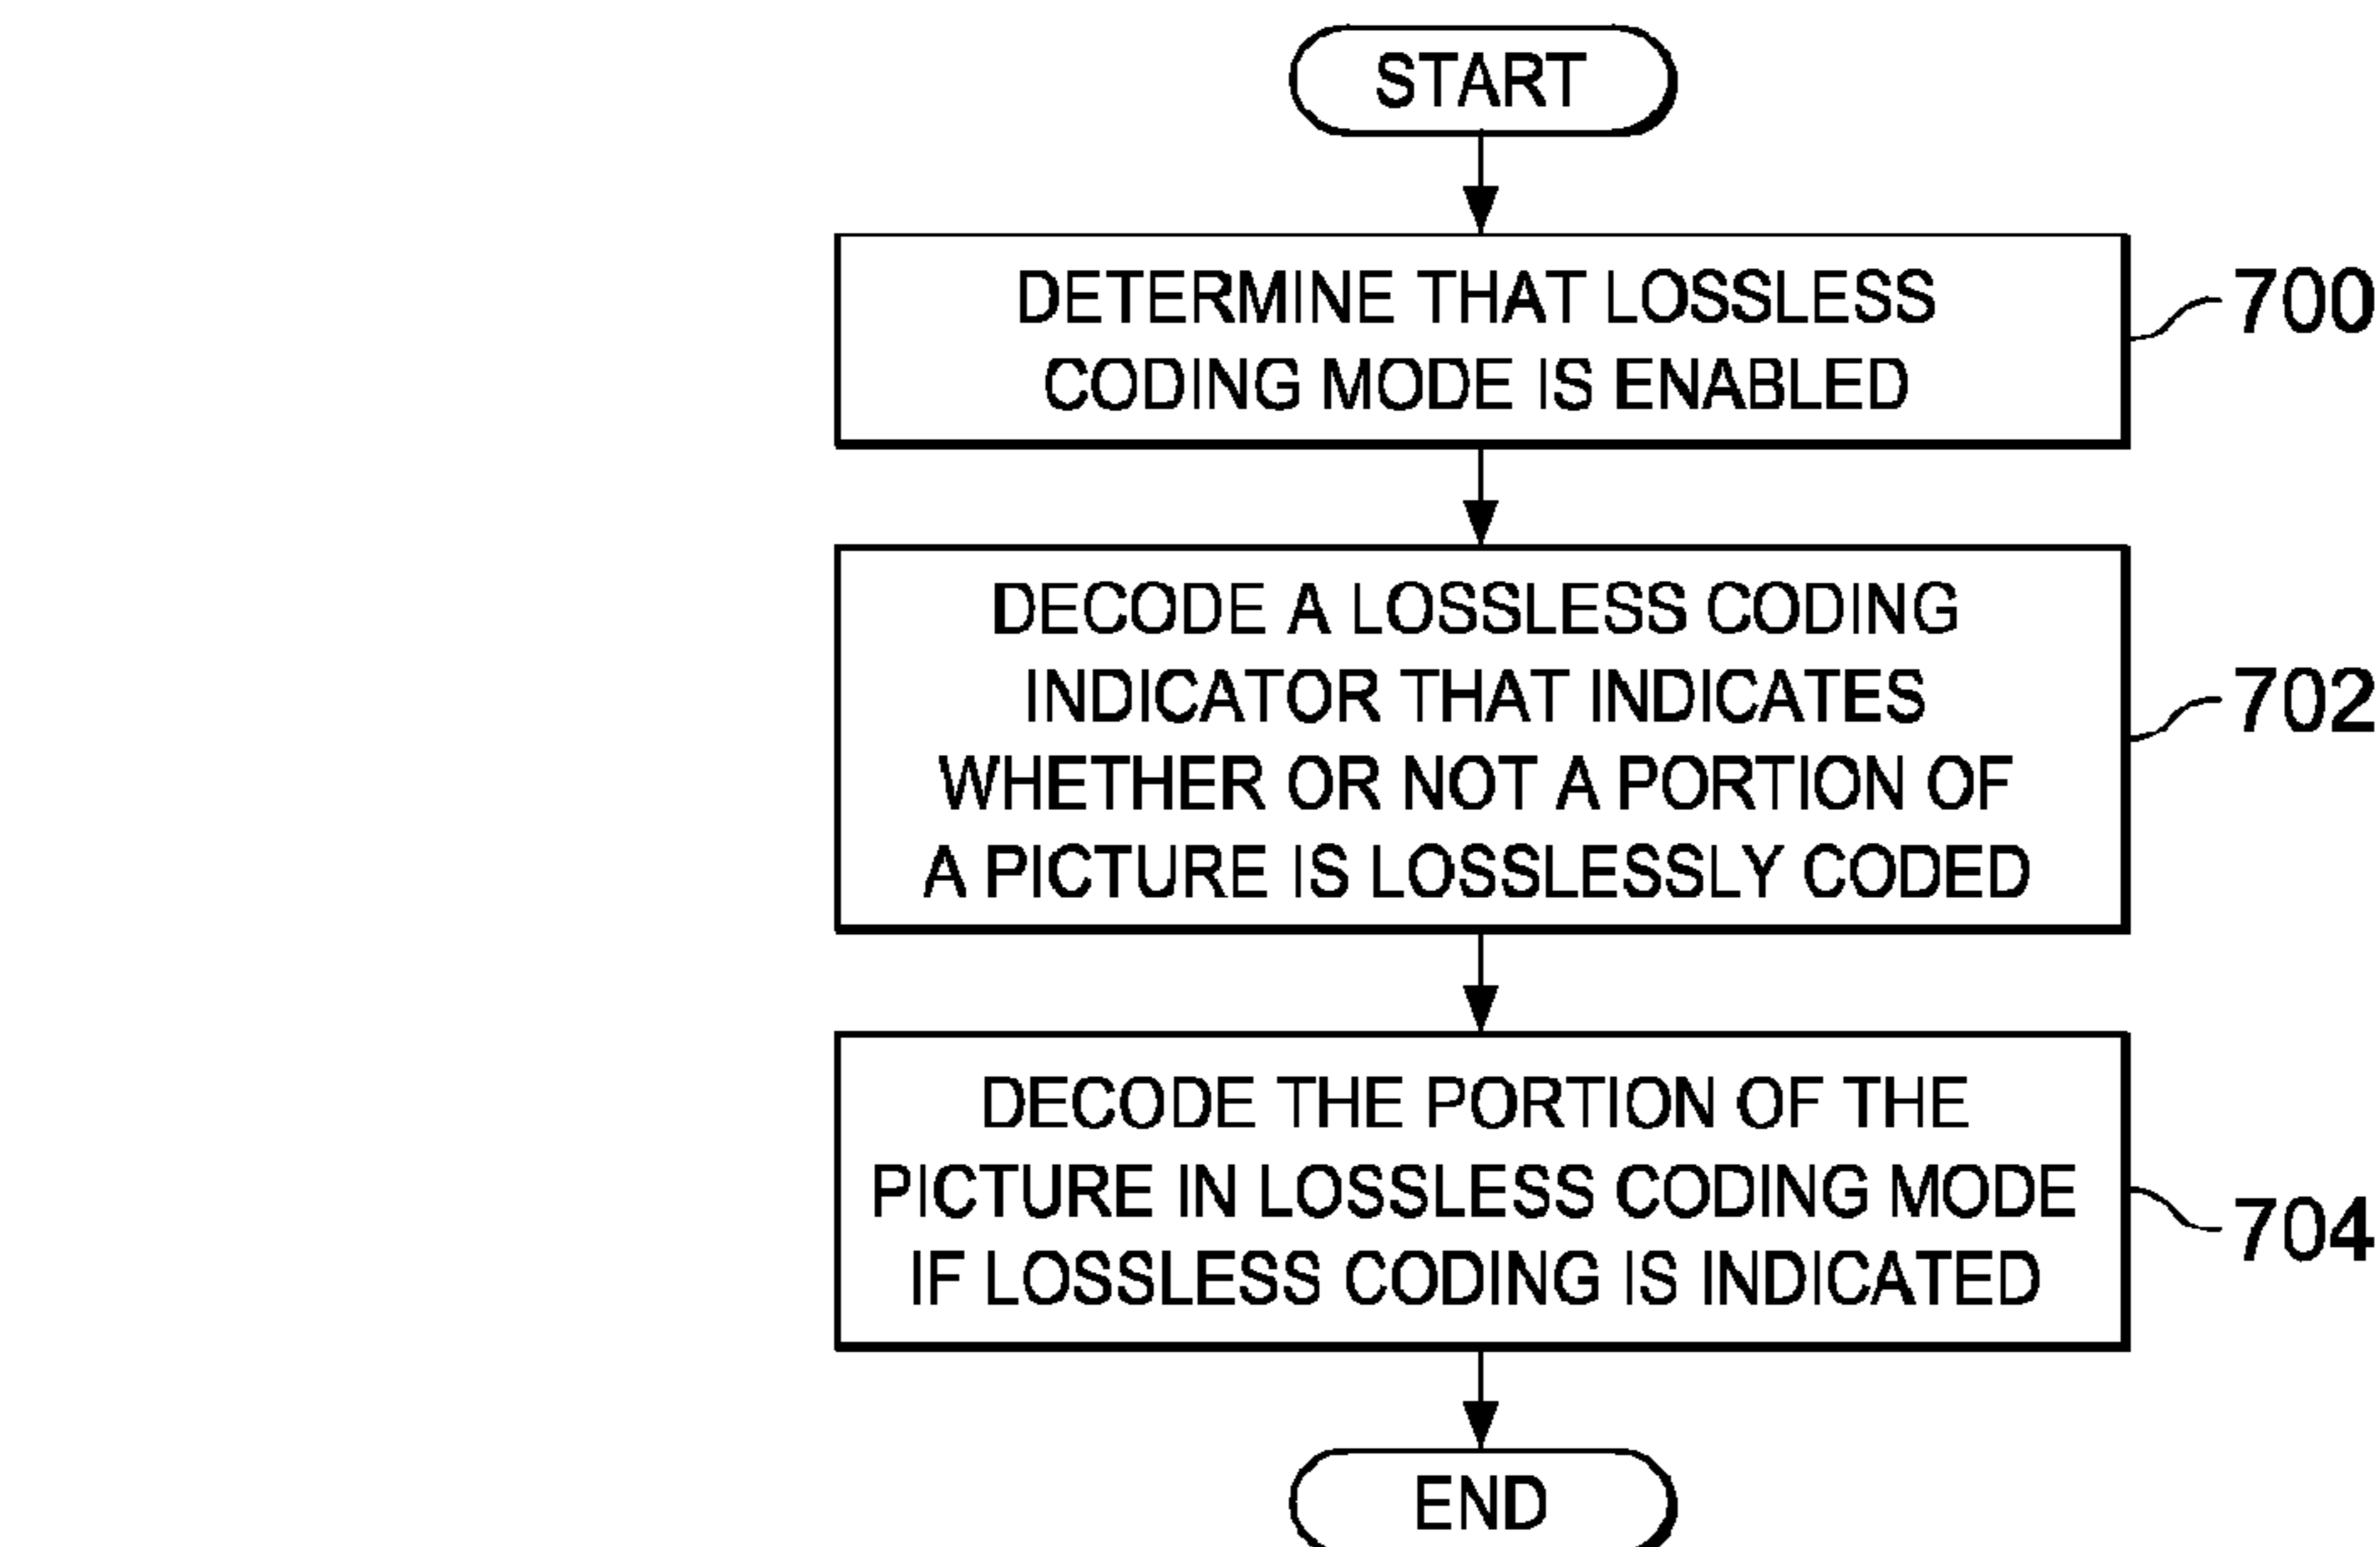 START
DETERMINE THAT LOSSLESS
CODING MODE IS ENABLED
700
DECODE A LOSSLESS CODING
INDICATOR THAT INDICATES
WHETHER OR NOT A PORTION OF
A PICTURE IS LOSSLESSLY CODED
702
DECODE THE PORTION OF THE
PICTURE IN LOSSLESS CODING MODE
IF LOSSLESS CODING IS INDICATED
704
END